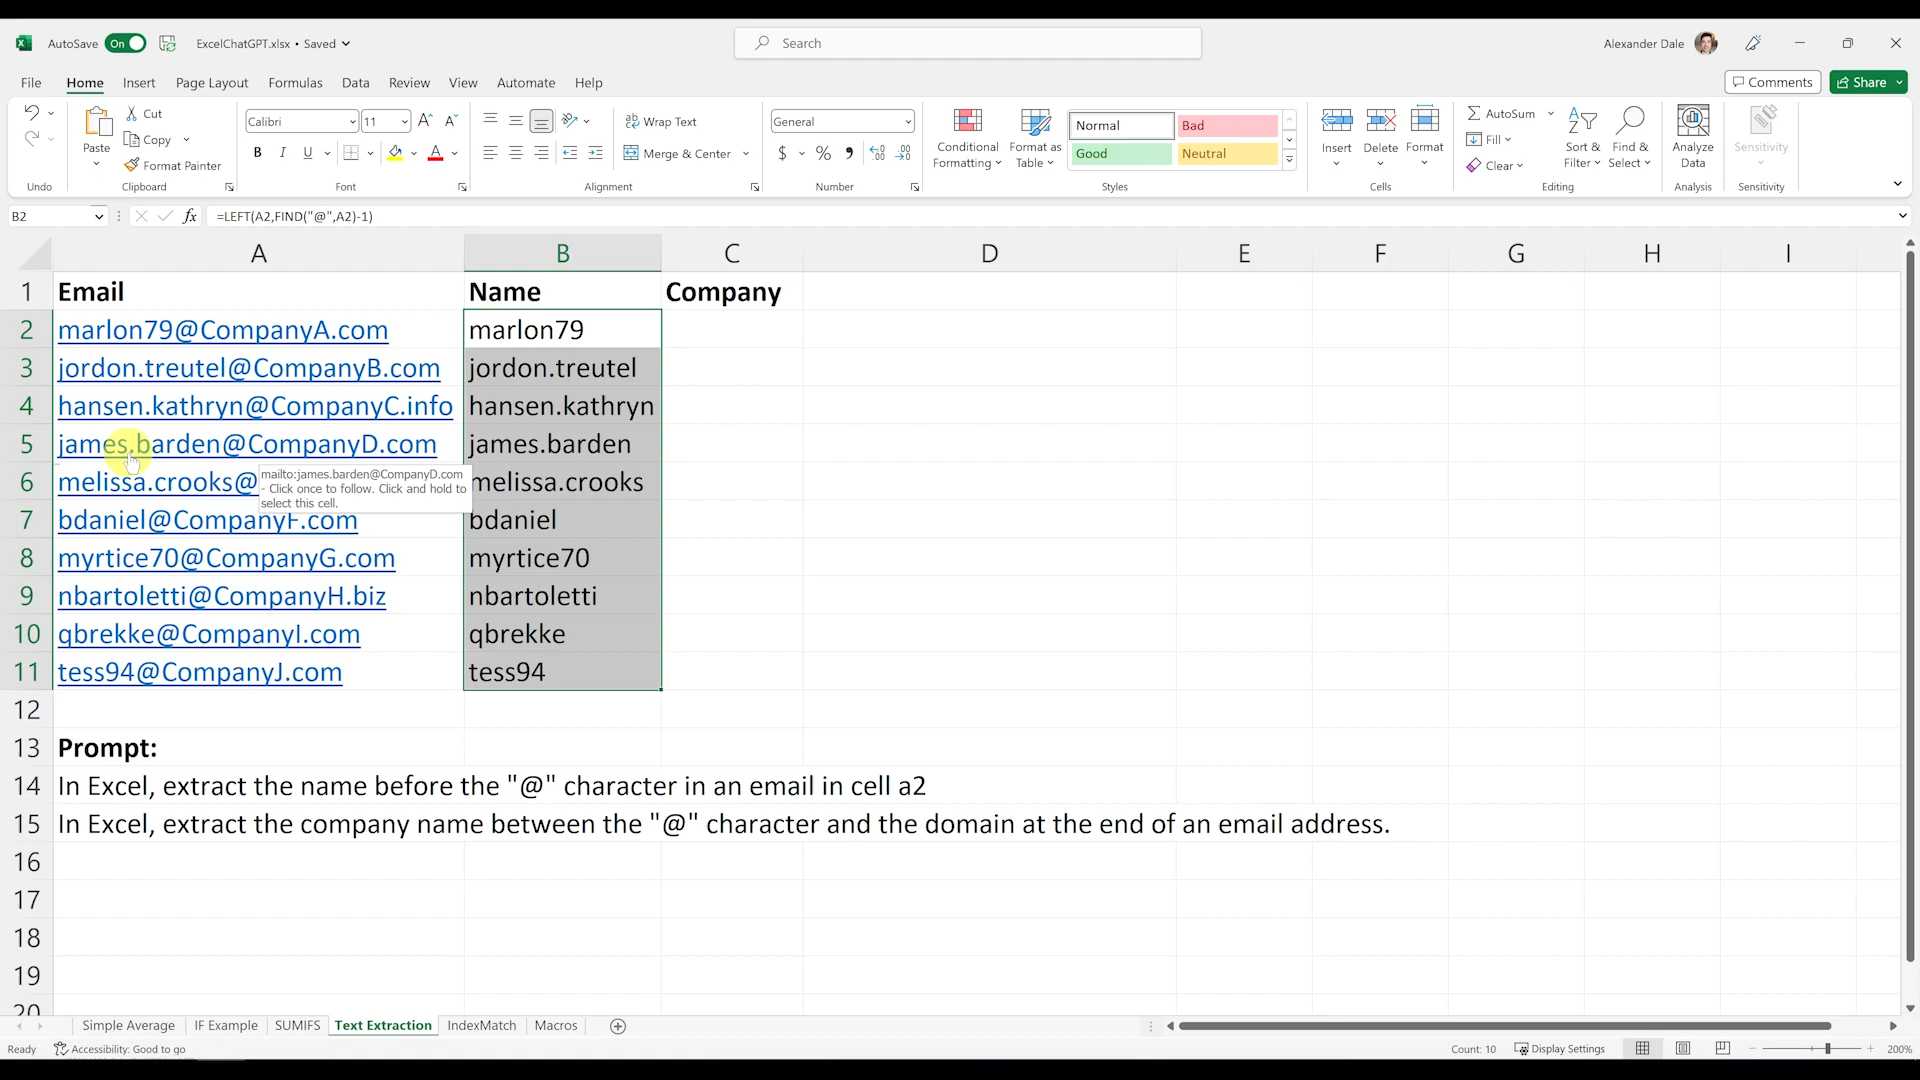 AutoSave On ExcelChatGPT.xlsx • Saved Search Alexander Dale
File Home Insert Page Layout Formulas Data Review View Automate Help Comments Share
Cut Calibri 11 Wrap Text General Normal Bad AutoSum
Copy Good Neutral Fill
Paste Format Painter Merge & Center $ % Conditional Formatting Format as Table Insert Delete Format Clear Sort & Filter Find & Select Analyze Data Sensitivity
B I U A
Undo Clipboard Font Alignment Number Styles Cells Editing Analysis Sensitivity
B2 fx =LEFT(A2,FIND("@",A2)-1)
A B C D E F G H I
1 Email Name Company
2 marlon79@CompanyA.com marlon79
3 jordon.treutel@CompanyB.com jordon.treutel
4 hansen.kathryn@CompanyC.info hansen.kathryn
5 james.barden@CompanyD.com james.barden
6 melissa.crooks@ melissa.crooks
mailto:james.barden@CompanyD.com
- Click once to follow. Click and hold to
select this cell.
7 bdaniel@CompanyF.com bdaniel
8 myrtice70@CompanyG.com myrtice70
9 nbartoletti@CompanyH.biz nbartoletti
10 qbrekke@CompanyI.com qbrekke
11 tess94@CompanyJ.com tess94
12
13 Prompt:
14 In Excel, extract the name before the "@" character in an email in cell a2
15 In Excel, extract the company name between the "@" character and the domain at the end of an email address.
16
17
18
19
20
Simple Average IF Example SUMIFS Text Extraction IndexMatch Macros
Ready Accessibility: Good to go Count: 10 Display Settings 200%